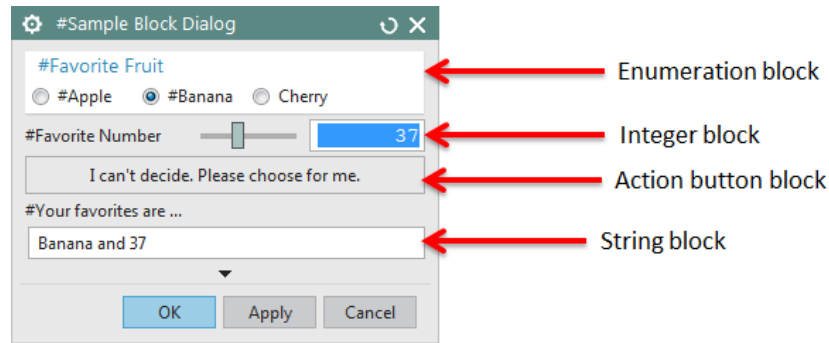 #Sample Block Dialog
#Favorite Fruit
Enumeration block
#Apple #Banana Cherry
#Favorite Number 37
Integer block
I can't decide. Please choose for me.
Action button block
#Your favorites are ...
Banana and 37
String block
OK Apply Cancel